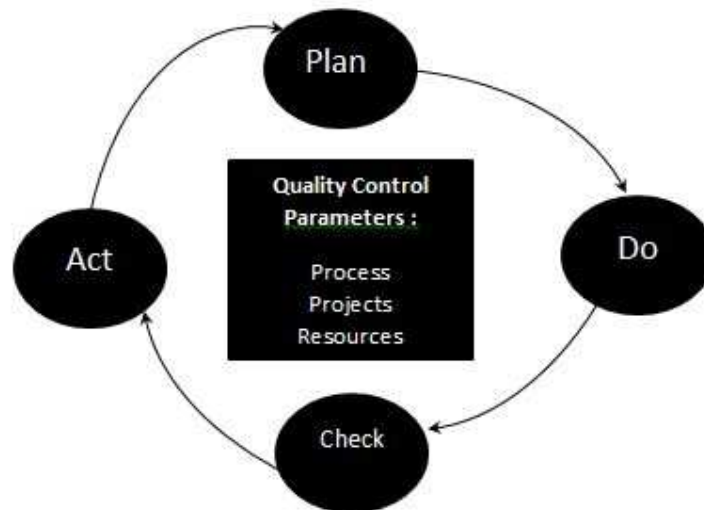 Plan
Quality Control
Parameters :
Process
Projects
Resources
Do
Act
Check